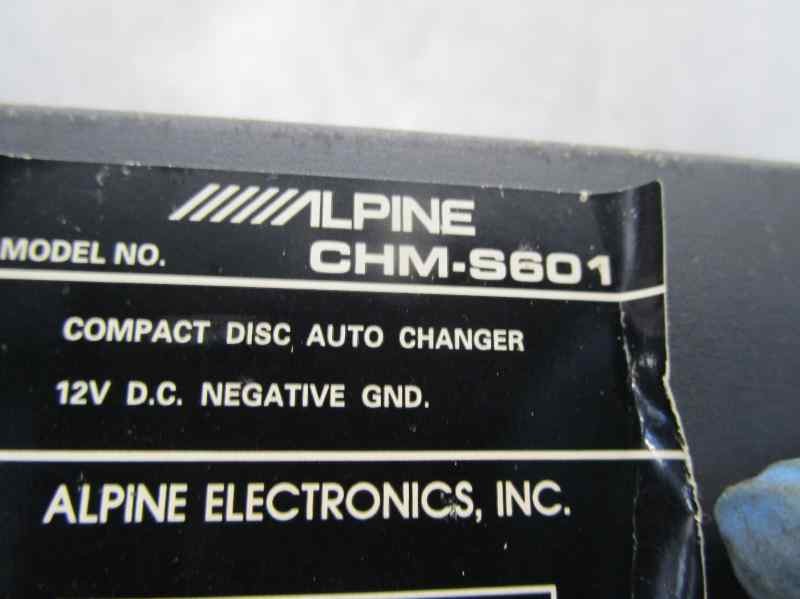 ALPINE
MODEL NO. CHM-S601
COMPACT DISC AUTO CHANGER
12V D.C. NEGATIVE GND.
ALPINE ELECTRONICS, INC.